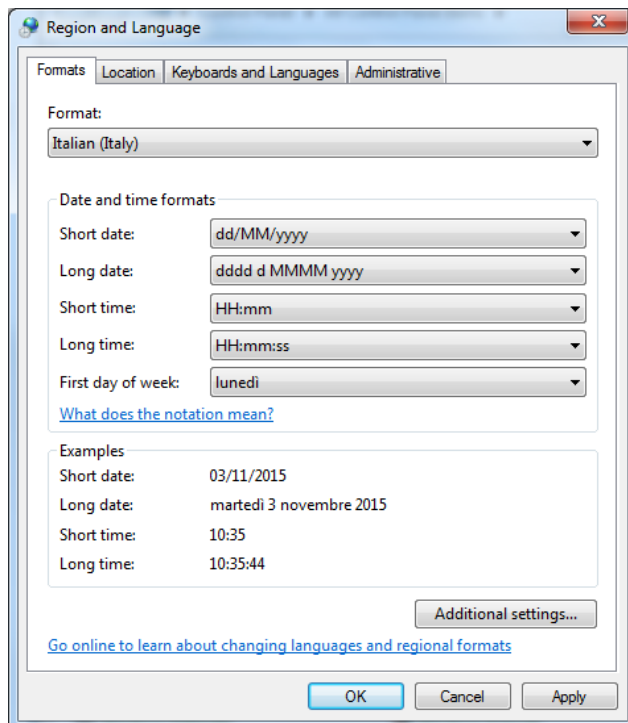 Region and Language
Formats Location Keyboards and Languages Administrative
Format:
Italian (Italy)
Date and time formats
Short date: dd/MM/yyyy
Long date: dddd d MMMM yyyy
Short time: HH:mm
Long time: HH:mm:ss
First day of week: lunedì
What does the notation mean?
Examples
Short date: 03/11/2015
Long date: martedì 3 novembre 2015
Short time: 10:35
Long time: 10:35:44
Additional settings...
Go online to learn about changing languages and regional formats
OK Cancel Apply